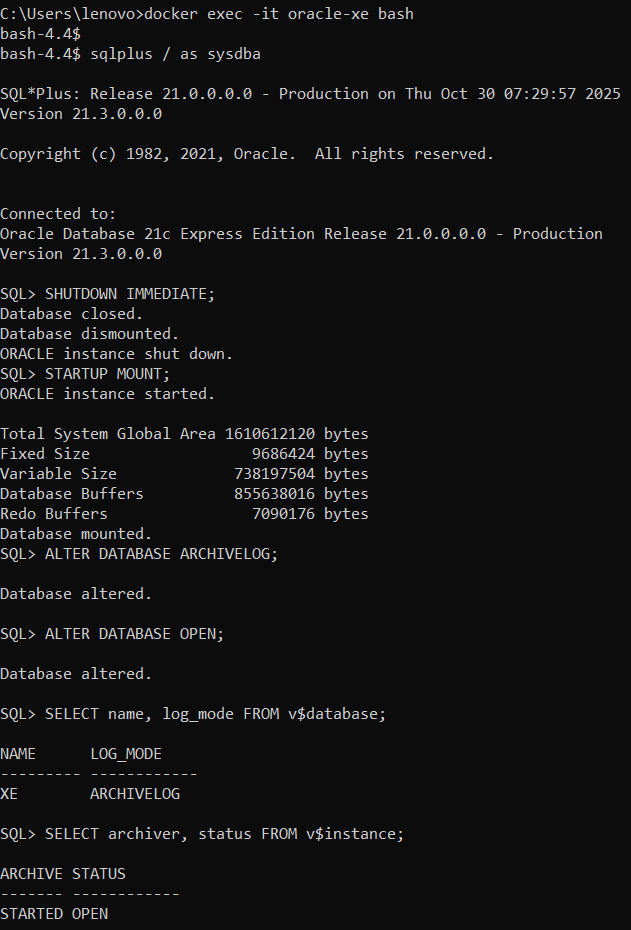 C:\Users\lenovo>docker exec -it oracle-xe bash
bash-4.4$
bash-4.4$ sqlplus / as sysdba

SQL*Plus: Release 21.0.0.0.0 - Production on Thu Oct 30 07:29:57 2025
Version 21.3.0.0.0

Copyright (c) 1982, 2021, Oracle.  All rights reserved.


Connected to:
Oracle Database 21c Express Edition Release 21.0.0.0.0 - Production
Version 21.3.0.0.0

SQL> SHUTDOWN IMMEDIATE;
Database closed.
Database dismounted.
ORACLE instance shut down.
SQL> STARTUP MOUNT;
ORACLE instance started.

Total System Global Area 1610612120 bytes
Fixed Size                  9686424 bytes
Variable Size             738197504 bytes
Database Buffers          855638016 bytes
Redo Buffers                7090176 bytes
Database mounted.
SQL> ALTER DATABASE ARCHIVELOG;

Database altered.

SQL> ALTER DATABASE OPEN;

Database altered.

SQL> SELECT name, log_mode FROM v$database;

NAME      LOG_MODE
--------- ------------
XE        ARCHIVELOG

SQL> SELECT archiver, status FROM v$instance;

ARCHIVE STATUS
------- ------------
STARTED OPEN